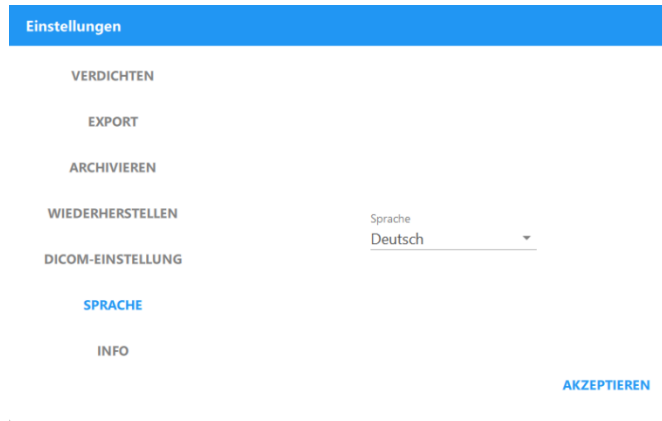 Einstellungen
VERDICHTEN
EXPORT
ARCHIVIEREN
WIEDERHERSTELLEN
DICOM-EINSTELLUNG
SPRACHE
INFO
Sprache
Deutsch
AKZEPTIEREN